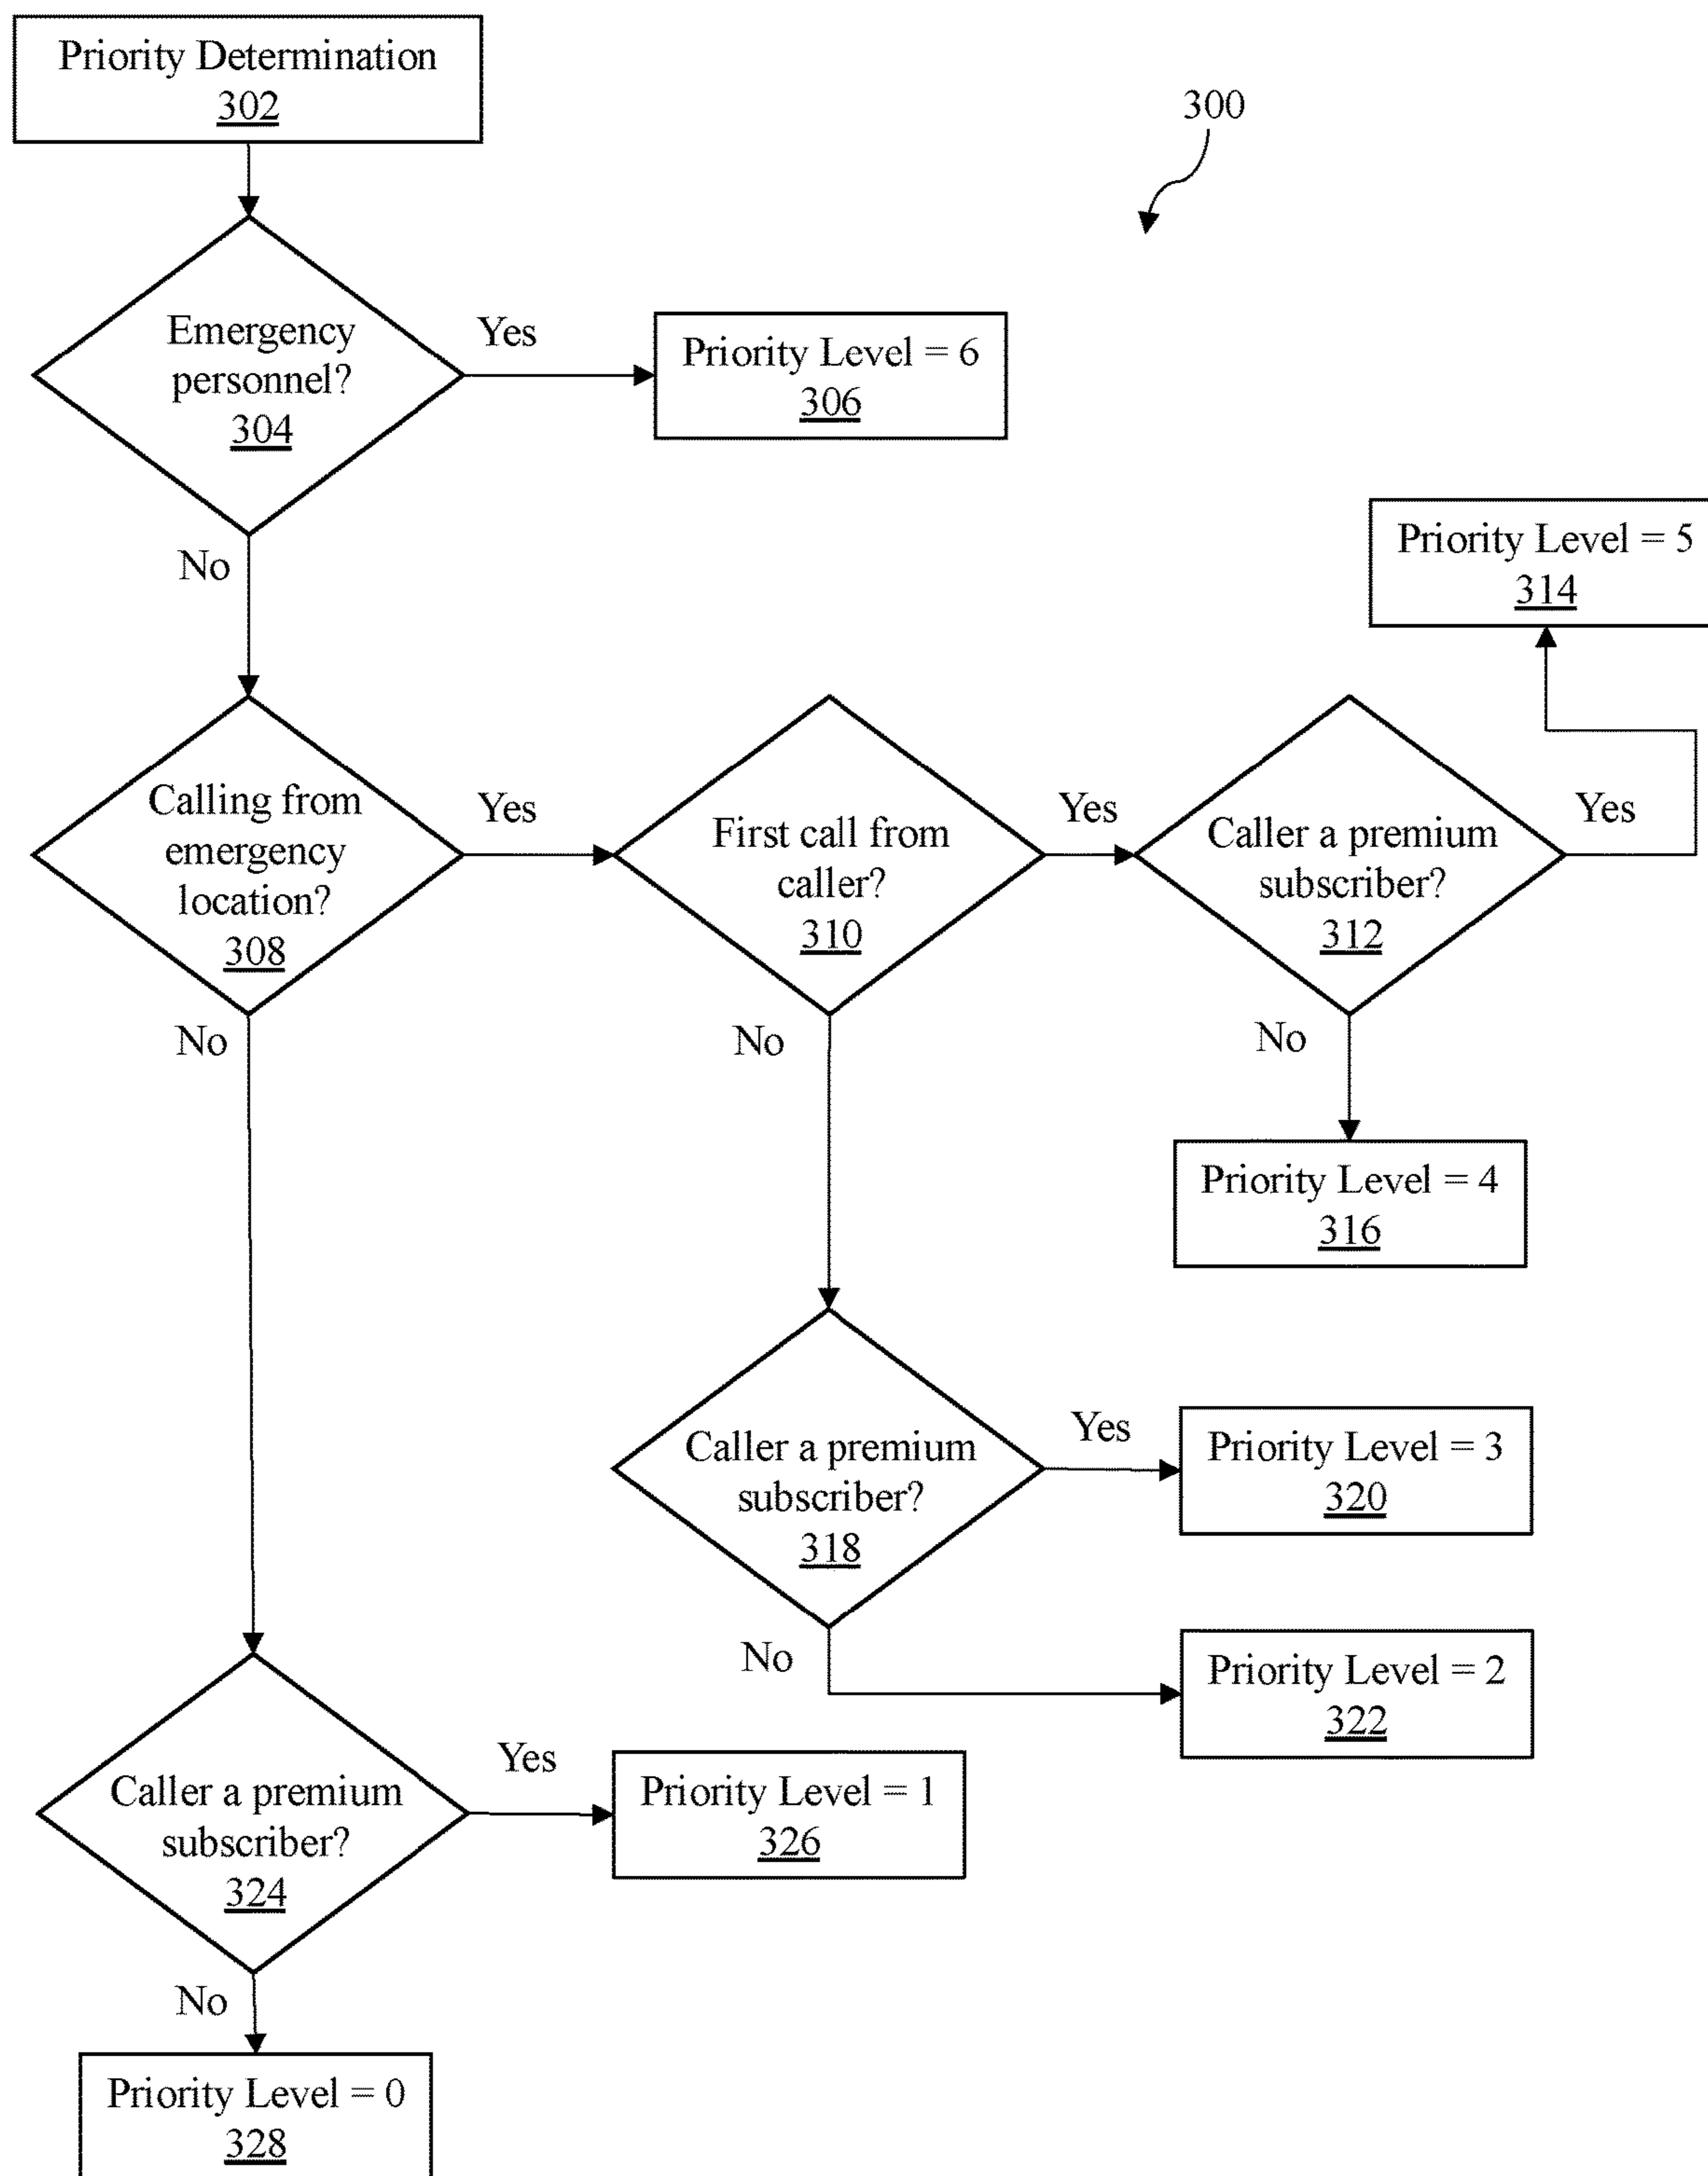 Priority Determination
302
300
Emergency
personnel?
304
Yes
Priority Level = 6
306
No
Priority Level = 5
314
Calling from
emergency
location?
308
Yes
First call from
caller?
310
Yes
Caller a premium
subscriber?
312
Yes
No
No
No
Priority Level = 4
316
Caller a premium
subscriber?
318
Yes
Priority Level = 3
320
No
Priority Level = 2
322
Caller a premium
subscriber?
324
Yes
Priority Level = 1
326
No
Priority Level = 0
328